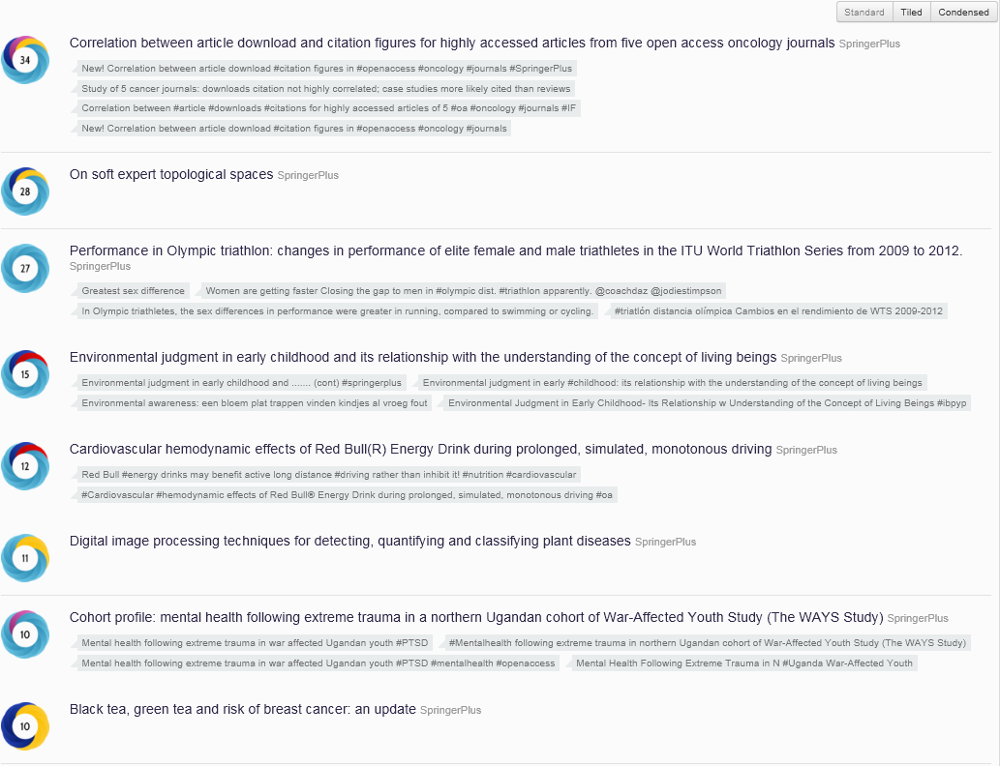 Standard Tiled Condensed
34 Correlation between article download and citation figures for highly accessed articles from five open access oncology journals SpringerPlus
New! Correlation between article download #citation figures in #openaccess #oncology #journals #SpringerPlus
Study of 5 cancer journals: downloads citation not highly correlated; case studies more likely cited than reviews
Correlation between #article #downloads #citations for highly accessed articles of 5 #oa #oncology #journals #IF
New! Correlation between article download #citation figures in #openaccess #oncology #journals
28 On soft expert topological spaces SpringerPlus
27 Performance in Olympic triathlon: changes in performance of elite female and male triathletes in the ITU World Triathlon Series from 2009 to 2012.
SpringerPlus
Greatest sex difference Women are getting faster Closing the gap to men in #olympic dist. #triathlon apparently. @coachdaz @jodiestimpson
In Olympic triathletes, the sex differences in performance were greater in running, compared to swimming or cycling. #triatlón distancia olímpica Cambios en el rendimiento de WTS 2009-2012
15 Environmental judgment in early childhood and its relationship with the understanding of the concept of living beings SpringerPlus
Environmental judgment in early childhood and ....... (cont) #springerplus Environmental judgment in early #childhood: its relationship with the understanding of the concept of living beings
Environmental awareness: een bloem plat trappen vinden kindjes al vroeg fout Environmental Judgment in Early Childhood- Its Relationship w Understanding of the Concept of Living Beings #ibpyp
12 Cardiovascular hemodynamic effects of Red Bull(R) Energy Drink during prolonged, simulated, monotonous driving SpringerPlus
Red Bull #energy drinks may benefit active long distance #driving rather than inhibit it! #nutrition #cardiovascular
#Cardiovascular #hemodynamic effects of Red Bull® Energy Drink during prolonged, simulated, monotonous driving #oa
11 Digital image processing techniques for detecting, quantifying and classifying plant diseases SpringerPlus
10 Cohort profile: mental health following extreme trauma in a northern Ugandan cohort of War-Affected Youth Study (The WAYS Study) SpringerPlus
Mental health following extreme trauma in war affected Ugandan youth #PTSD #Mentalhealth following extreme trauma in northern Ugandan cohort of War-Affected Youth Study (The WAYS Study)
Mental health following extreme trauma in war affected Ugandan youth #PTSD #mentalhealth #openaccess Mental Health Following Extreme Trauma in N #Uganda War-Affected Youth
10 Black tea, green tea and risk of breast cancer: an update SpringerPlus